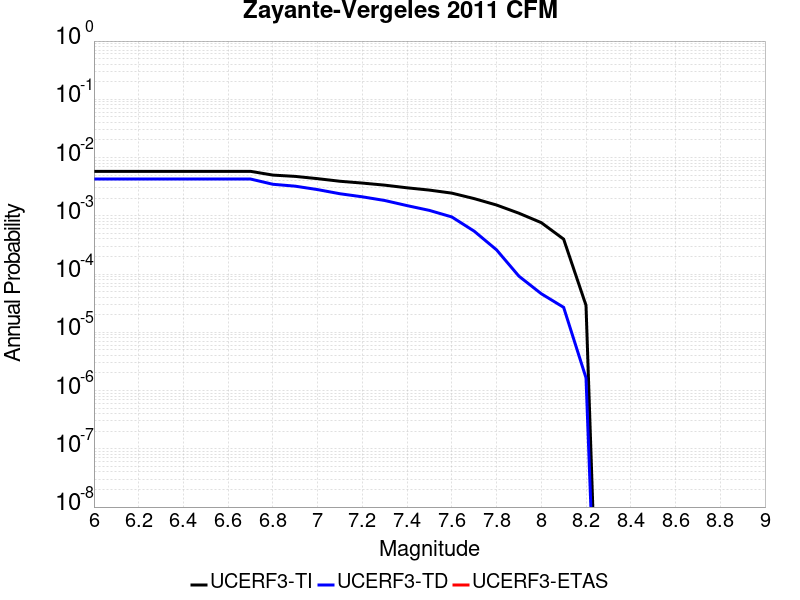 Zayante-Vergeles 2011 CFM
10 0
10 -1
10 -2
10 -3
10 -4
10 -5
10 -6
10 -7
10 -8
Annual Probability
6 6.2 6.4 6.6 6.8 7 7.2 7.4 7.6 7.8 8 8.2 8.4 8.6 8.8 9
Magnitude
UCERF3-TI UCERF3-TD UCERF3-ETAS